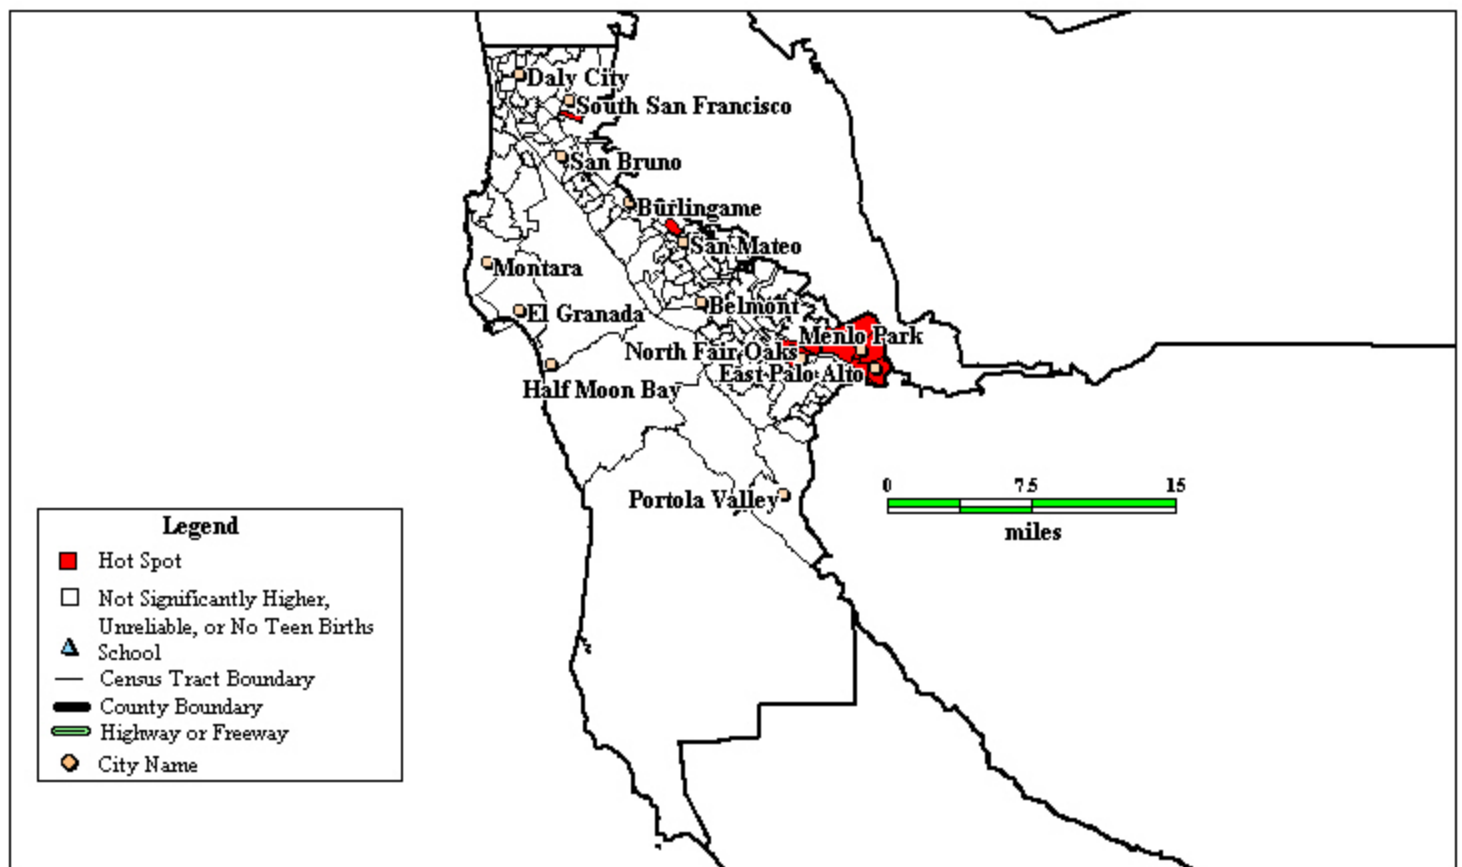 Daly City
South San Francisco
San Bruno
Burlingame
San Mateo
Montara
Belmont
El Granada
Menlo Park
North Fair Oaks
East Palo Alto
Half Moon Bay
Portola Valley
0 7.5 15
miles
Legend
Hot Spot
Not Significantly Higher,
Unreliable, or No Teen Births
School
Census Tract Boundary
County Boundary
Highway or Freeway
City Name